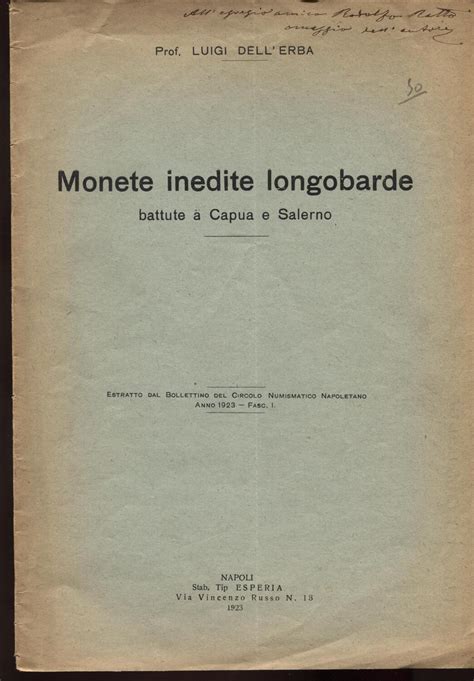 All'egregio amico Rodolfo Ratto
omaggio dell'autore
Prof. LUIGI DELL'ERBA
50
Monete inedite longobarde
battute à Capua e Salerno
ESTRATTO DAL BOLLETTINO DEL CIRCOLO NUMISMATICO NAPOLETANO
ANNO 1923 – FASC. I.
NAPOLI
Stab. Tip ESPERIA
Via Vincenzo Russo N. 13
1923